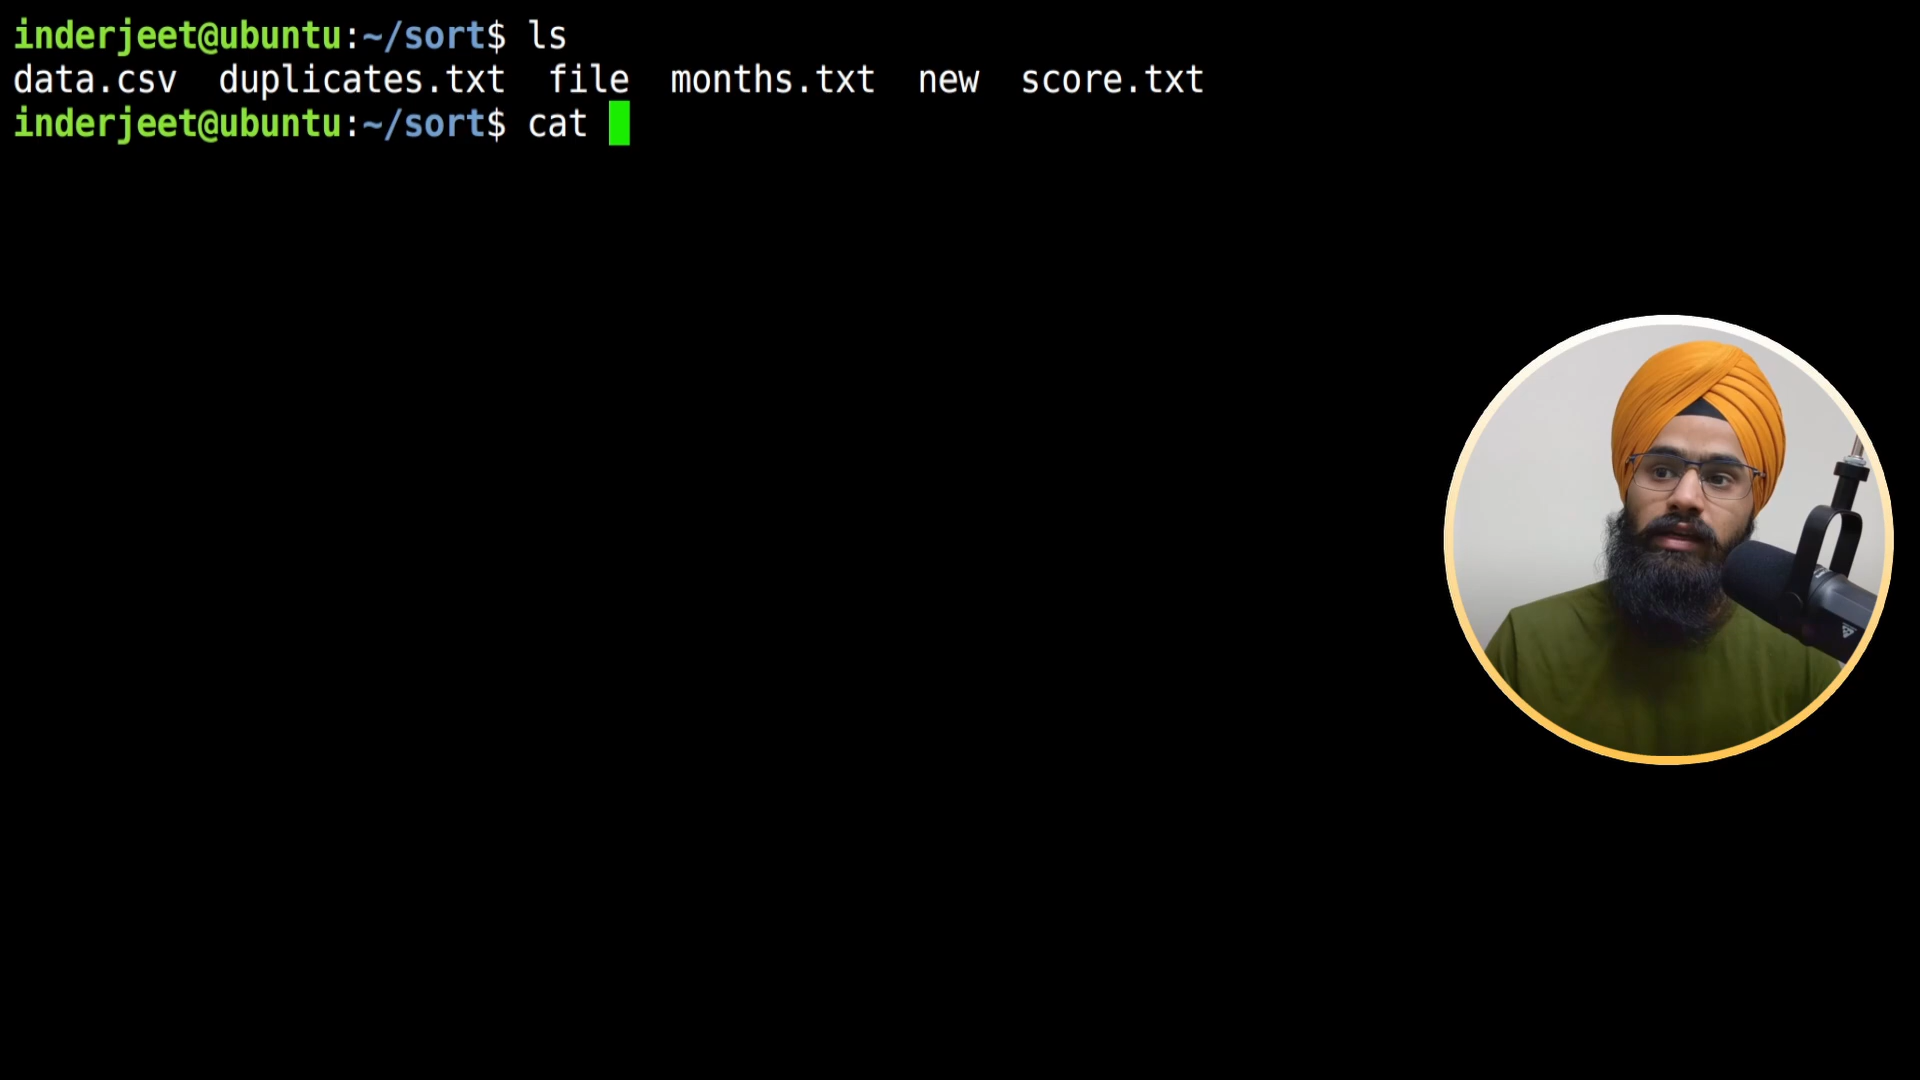 inderjeet@ubuntu:~/sort$ ls
data.csv  duplicates.txt  file  months.txt  new  score.txt
inderjeet@ubuntu:~/sort$ cat